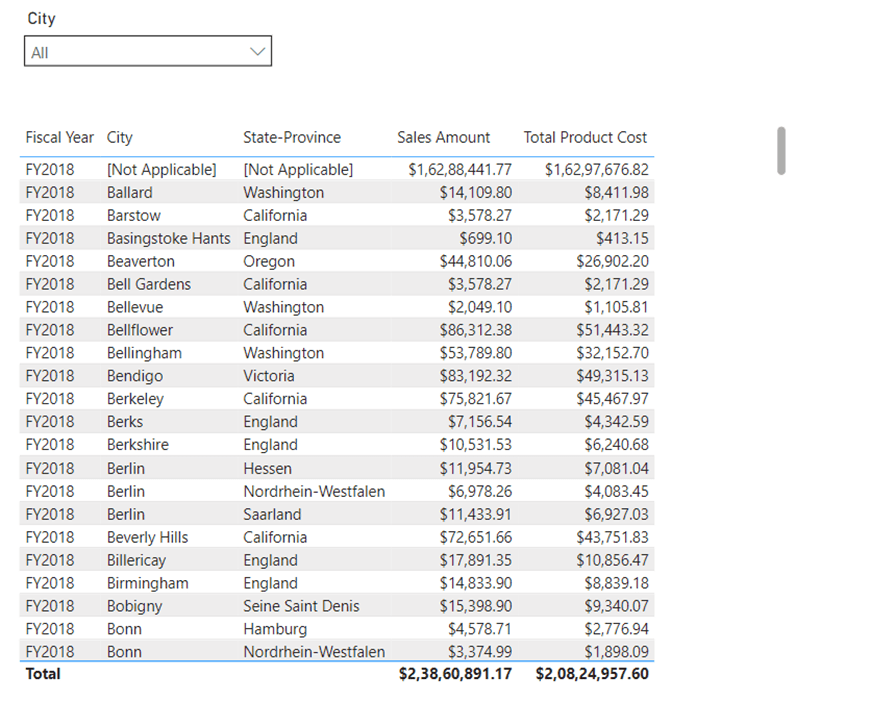 City
All
Fiscal Year City State-Province Sales Amount Total Product Cost
FY2018 [Not Applicable] [Not Applicable] $1,62,88,441.77 $1,62,97,676.82
FY2018 Ballard Washington $14,109.80 $8,411.98
FY2018 Barstow California $3,578.27 $2,171.29
FY2018 Basingstoke Hants England $699.10 $413.15
FY2018 Beaverton Oregon $44,810.06 $26,902.20
FY2018 Bell Gardens California $3,578.27 $2,171.29
FY2018 Bellevue Washington $2,049.10 $1,105.81
FY2018 Bellflower California $86,312.38 $51,443.32
FY2018 Bellingham Washington $53,789.80 $32,152.70
FY2018 Bendigo Victoria $83,192.32 $49,315.13
FY2018 Berkeley California $75,821.67 $45,467.97
FY2018 Berks England $7,156.54 $4,342.59
FY2018 Berkshire England $10,531.53 $6,240.68
FY2018 Berlin Hessen $11,954.73 $7,081.04
FY2018 Berlin Nordrhein-Westfalen $6,978.26 $4,083.45
FY2018 Berlin Saarland $11,433.91 $6,927.03
FY2018 Beverly Hills California $72,651.66 $43,751.83
FY2018 Billericay England $17,891.35 $10,856.47
FY2018 Birmingham England $14,833.90 $8,839.18
FY2018 Bobigny Seine Saint Denis $15,398.90 $9,340.07
FY2018 Bonn Hamburg $4,578.71 $2,776.94
FY2018 Bonn Nordrhein-Westfalen $3,374.99 $1,898.09
Total $2,38,60,891.17 $2,08,24,957.60